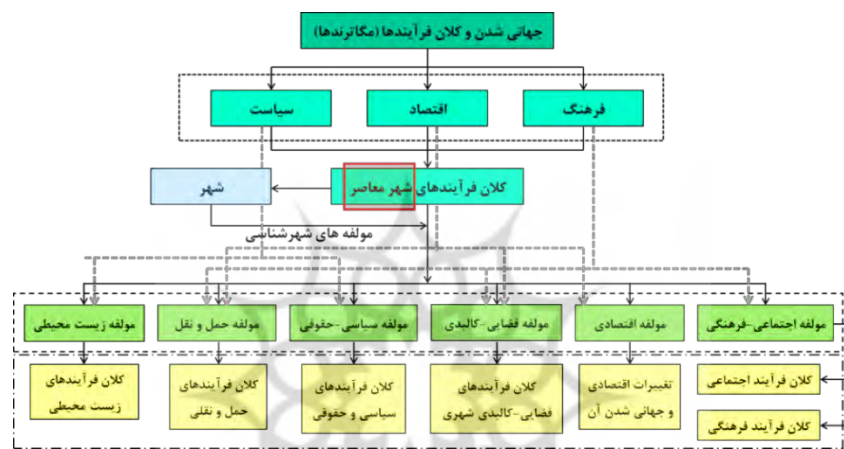 جهانی شدن و کلان فرآیندها (مگاترندها)
فرهنگ
اقتصاد
سیاست
کلان فرآیندهای شهر معاصر
شهر
مولفه های شهرشناسی
مولفه اجتماعی-فرهنگی
مولفه اقتصادی
مولفه فضایی-کالبدی
مولفه سیاسی-حقوقی
مولفه حمل و نقل
مولفه زیست محیطی
کلان فرآیند اجتماعی
کلان فرآیند فرهنگی
تغییرات اقتصادی
و جهانی شدن آن
کلان فرآیندهای
فضایی-کالبدی شهری
کلان فرآیندهای
سیاسی و حقوقی
کلان فرآیندهای
حمل و نقلی
کلان فرآیندهای
زیست محیطی